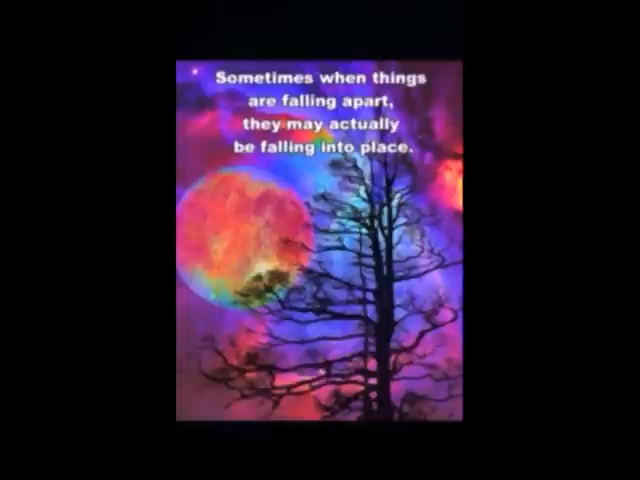 Sometimes when things
are falling apart,
they may actually
be falling into place.